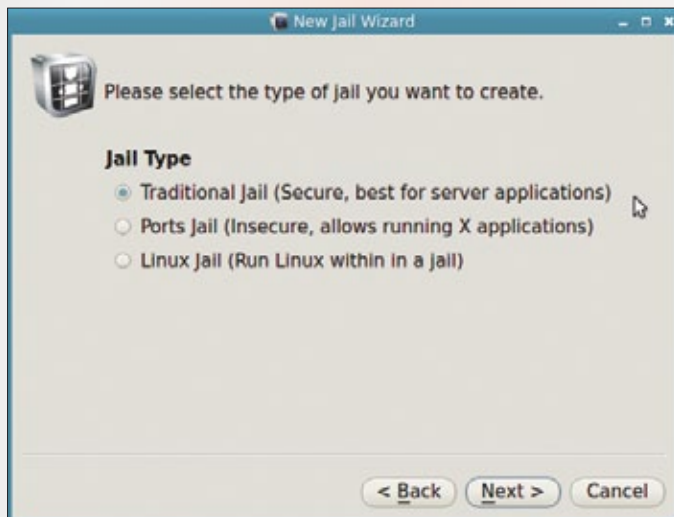 New Jail Wizard
Please select the type of jail you want to create.
Jail Type
Traditional Jail (Secure, best for server applications)
Ports Jail (Insecure, allows running X applications)
Linux Jail (Run Linux within in a jail)
< Back
Next >
Cancel